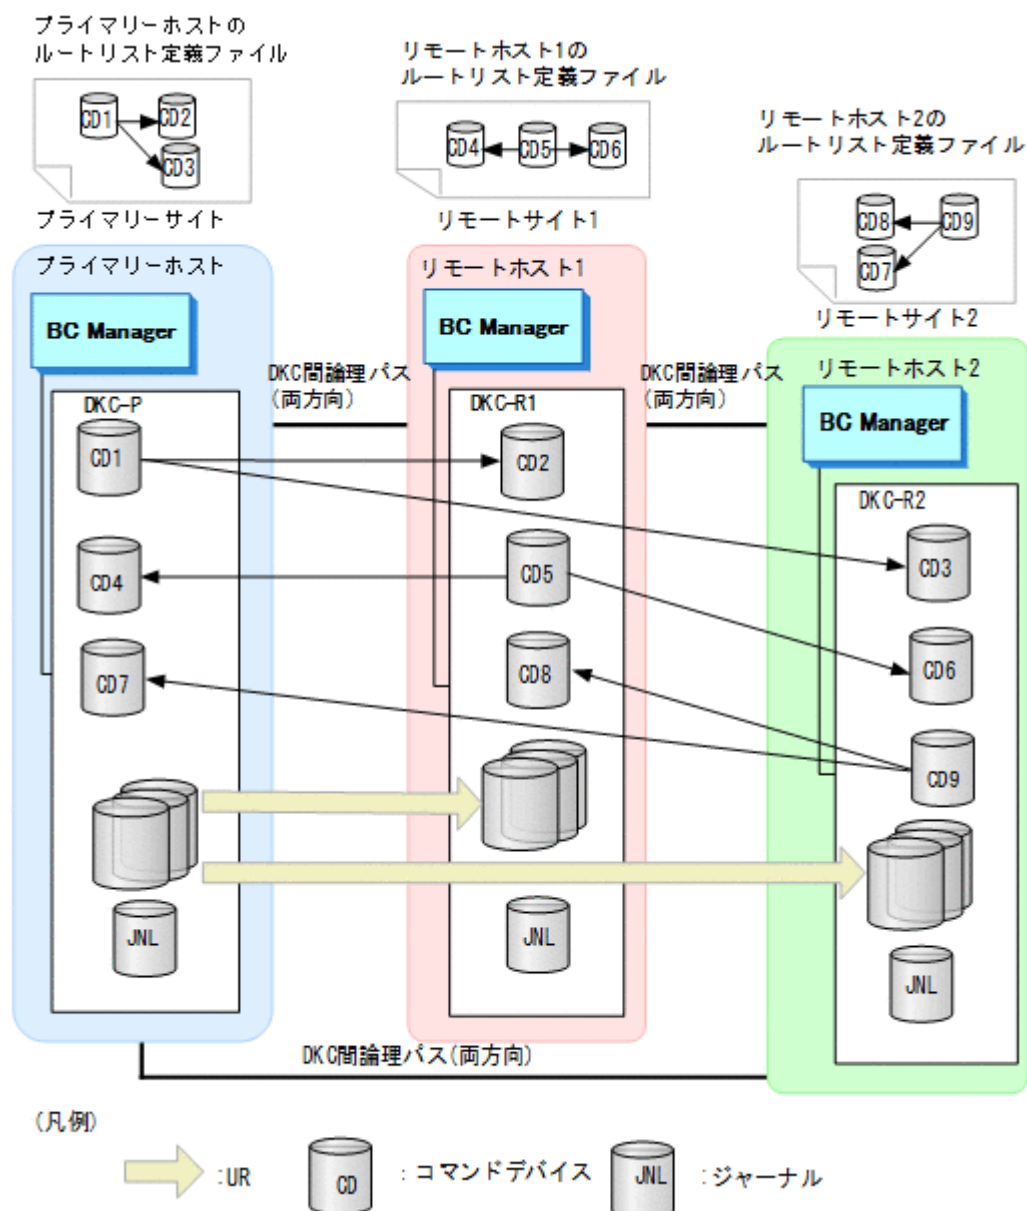 プライマリーホストの
ルートリスト定義ファイル
CD1
CD2
CD3
リモートホスト1の
ルートリスト定義ファイル
CD4
CD5
CD6
リモートホスト2の
ルートリスト定義ファイル
CD8
CD9
CD7
プライマリーサイト
リモートサイト1
リモートサイト2
プライマリーホスト
BC Manager
リモートホスト1
BC Manager
リモートホスト2
BC Manager
DKC間論理パス
(両方向)
DKC間論理パス
(両方向)
DKC-P
CD1
CD4
CD7
JNL
DKC-R1
CD2
CD5
CD8
JNL
DKC-R2
CD3
CD6
CD9
JNL
DKC間論理パス(両方向)
(凡例)
:UR
CD
:コマンドデバイス
JNL
:ジャーナル